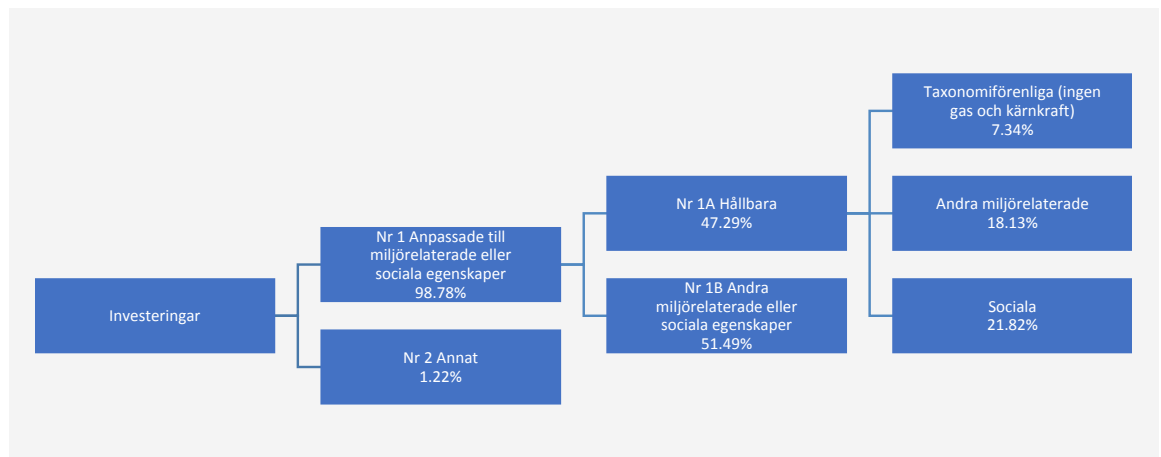 Investeringar
Nr 1 Anpassade till
miljörelaterade eller
sociala egenskaper
98.78%
Nr 2 Annat
1.22%
Nr 1A Hållbara
47.29%
Nr 1B Andra
miljörelaterade eller
sociala egenskaper
51.49%
Taxonomiförenliga (ingen
gas och kärnkraft)
7.34%
Andra miljörelaterade
18.13%
Sociala
21.82%